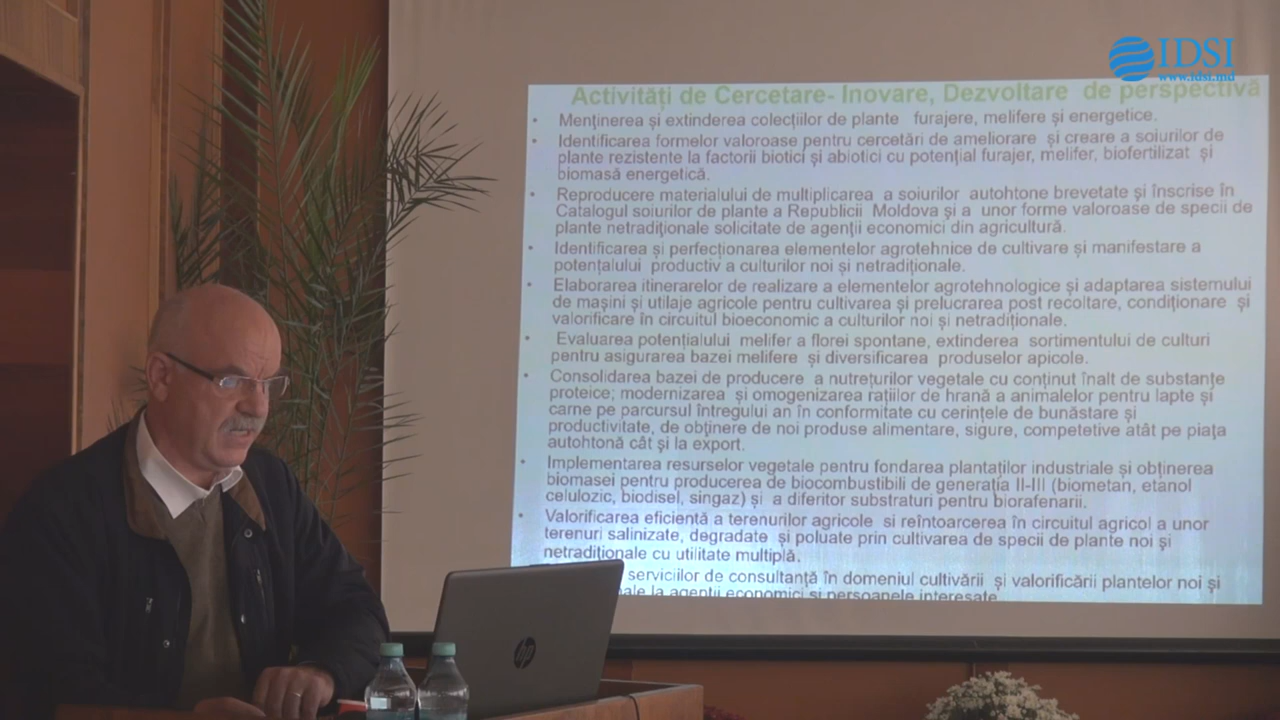 IDSI
www.idsi.md
Activități de Cercetare- Inovare, Dezvoltare de perspectivă
• Menținerea și extinderea colecțiilor de plante furajere, melifere și energetice.
• Identificarea formelor valoroase pentru cercetări de ameliorare și creare a soiurilor de
plante rezistente la factorii biotici și abiotici cu potențial furajer, melifer, biofertilizat și
biomasă energetică.
• Reproducere materialului de multiplicarea a soiurilor autohtone brevetate și înscrise în
Catalogul soiurilor de plante a Republicii Moldova și a unor forme valoroase de specii de
plante netradiționale solicitate de agenții economici din agricultură.
• Identificarea și perfecționarea elementelor agrotehnice de cultivare și manifestare a
potențalului productiv a culturilor noi și netradiționale.
• Elaborarea itinerarelor de realizare a elementelor agrotehnologice și adaptarea sistemului
de mașini și utilaje agricole pentru cultivarea și prelucrarea post recoltare, condiționare și
valorificare în circuitul bioeconomic a culturilor noi și netradiționale.
• Evaluarea potențialului melifer a florei spontane, extinderea sortimentului de culturi
pentru asigurarea bazei melifere și diversificarea produselor apicole.
• Consolidarea bazei de producere a nutrețurilor vegetale cu conținut înalt de substanțe
proteice; modernizarea și omogenizarea rațiilor de hrană a animalelor pentru lapte și
carne pe parcursul întregului an în conformitate cu cerințele de bunăstare și
productivitate, de obținere de noi produse alimentare, sigure, competetive atât pe piața
autohtonă cât și la export.
• Implementarea resurselor vegetale pentru fondarea plantaților industriale și obținerea
biomasei pentru producerea de biocombustibili de generația II-III (biometan, etanol
celulozic, biodisel, singaz) și a diferitor substraturi pentru biorafenarii.
• Valorificarea eficientă a terenurilor agricole si reîntoarcerea în circuitul agricol a unor
terenuri salinizate, degradate și poluate prin cultivarea de specii de plante noi și
netradiționale cu utilitate multiplă.
serviciilor de consultanță în domeniul cultivării și valorificării plantelor noi și
la agenții economici și persoanele interesate
hp